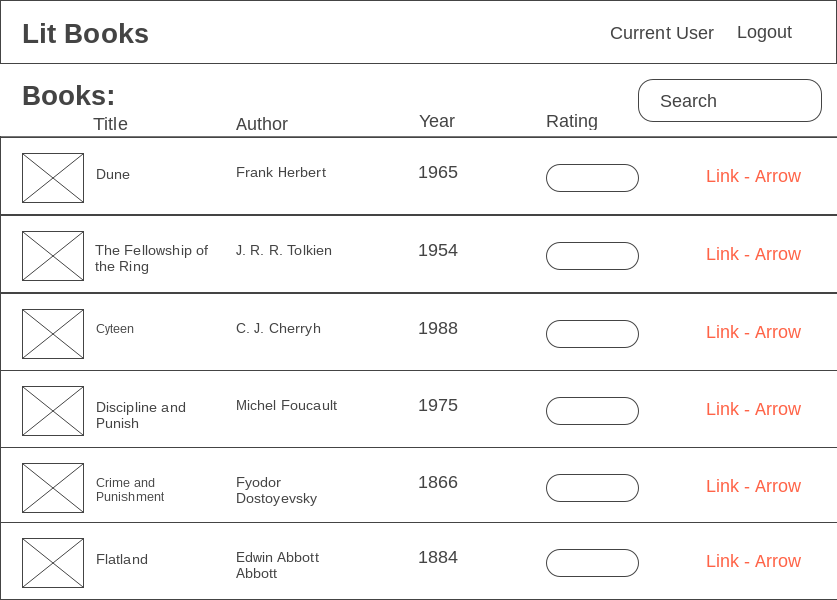 Lit Books
Current User
Logout
Books:
Search
Title
Author
Year
Rating
Dune
Frank Herbert
1965
Link - Arrow
The Fellowship of
the Ring
J. R. R. Tolkien
1954
Link - Arrow
Cyteen
C. J. Cherryh
1988
Link - Arrow
Discipline and
Punish
Michel Foucault
1975
Link - Arrow
Crime and
Punishment
Fyodor
Dostoyevsky
1866
Link - Arrow
Flatland
Edwin Abbott
Abbott
1884
Link - Arrow